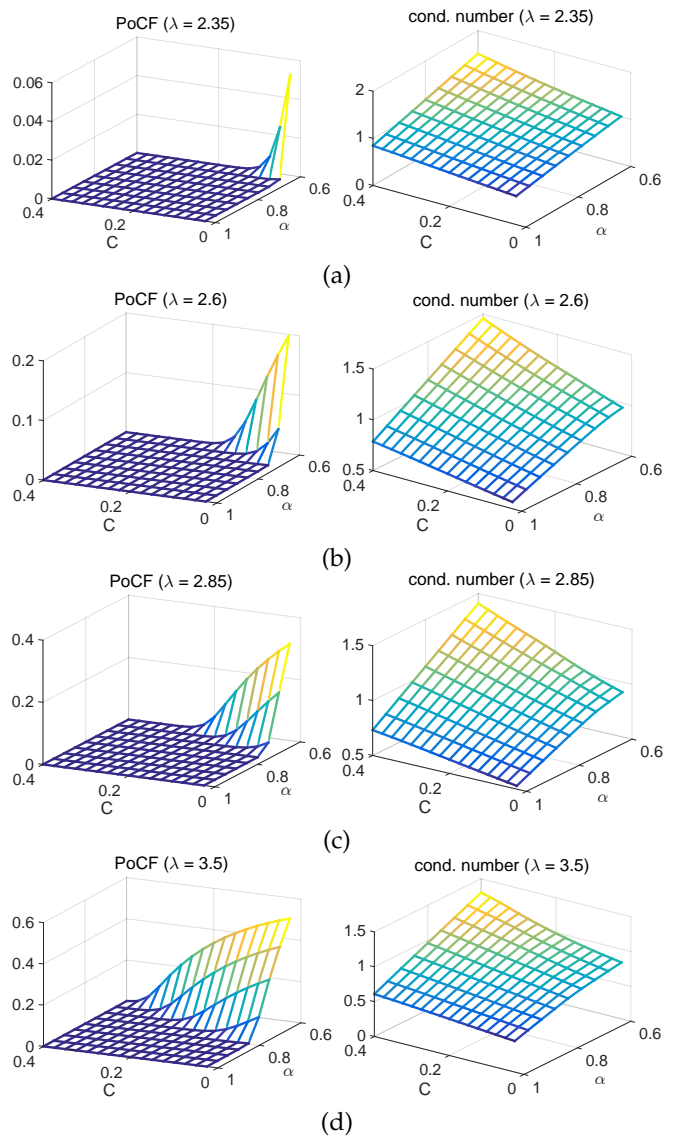 PoCF (λ = 2.35)
cond. number (λ = 2.35)
0.06
0.04
0.02
0
0.4
0.2
C
0
1
0.8
α
0.6
2
1
0
0.4
0.2
C
0
1
0.8
α
0.6
(a)
PoCF (λ = 2.6)
cond. number (λ = 2.6)
0.2
0.1
0
0.4
0.2
C
0
1
0.8
α
0.6
1.5
1
0.5
0.4
0.2
C
0
1
0.8
α
0.6
(b)
PoCF (λ = 2.85)
cond. number (λ = 2.85)
0.4
0.2
0
0.4
0.2
C
0
1
0.8
α
0.6
1.5
1
0.5
0.4
0.2
C
0
1
0.8
α
0.6
(c)
PoCF (λ = 3.5)
cond. number (λ = 3.5)
0.6
0.4
0.2
0
0.4
0.2
C
0
1
0.8
α
0.6
1.5
1
0.5
0
0.4
0.2
C
0
1
0.8
α
0.6
(d)